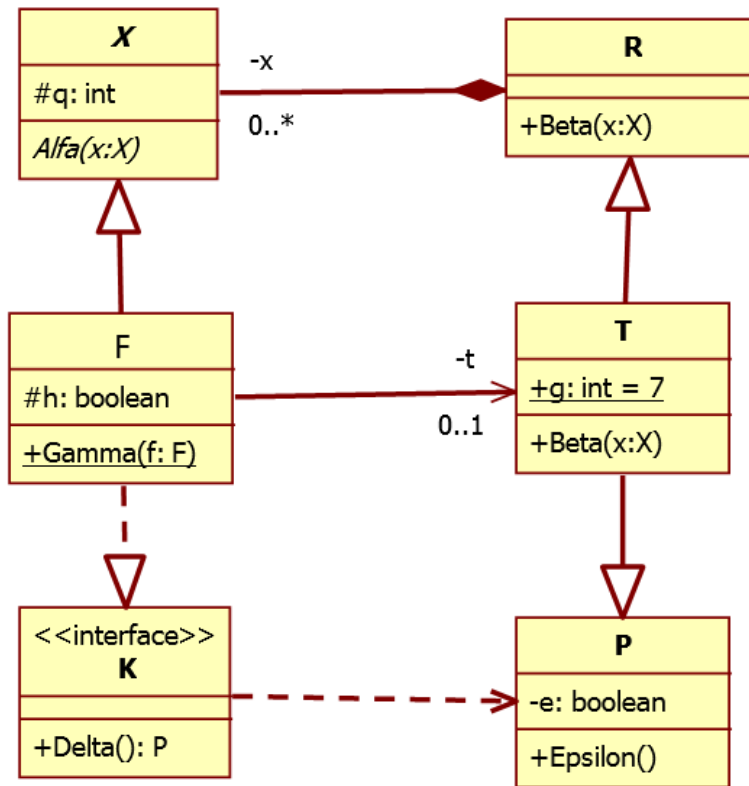 X
#q: int
Alfa(x:X)
-x
0..*
R
+Beta(x:X)
F
#h: boolean
+Gamma(f: F)
-t
0..1
T
+g: int = 7
+Beta(x:X)
<<interface>>
K
+Delta(): P
P
-e: boolean
+Epsilon()